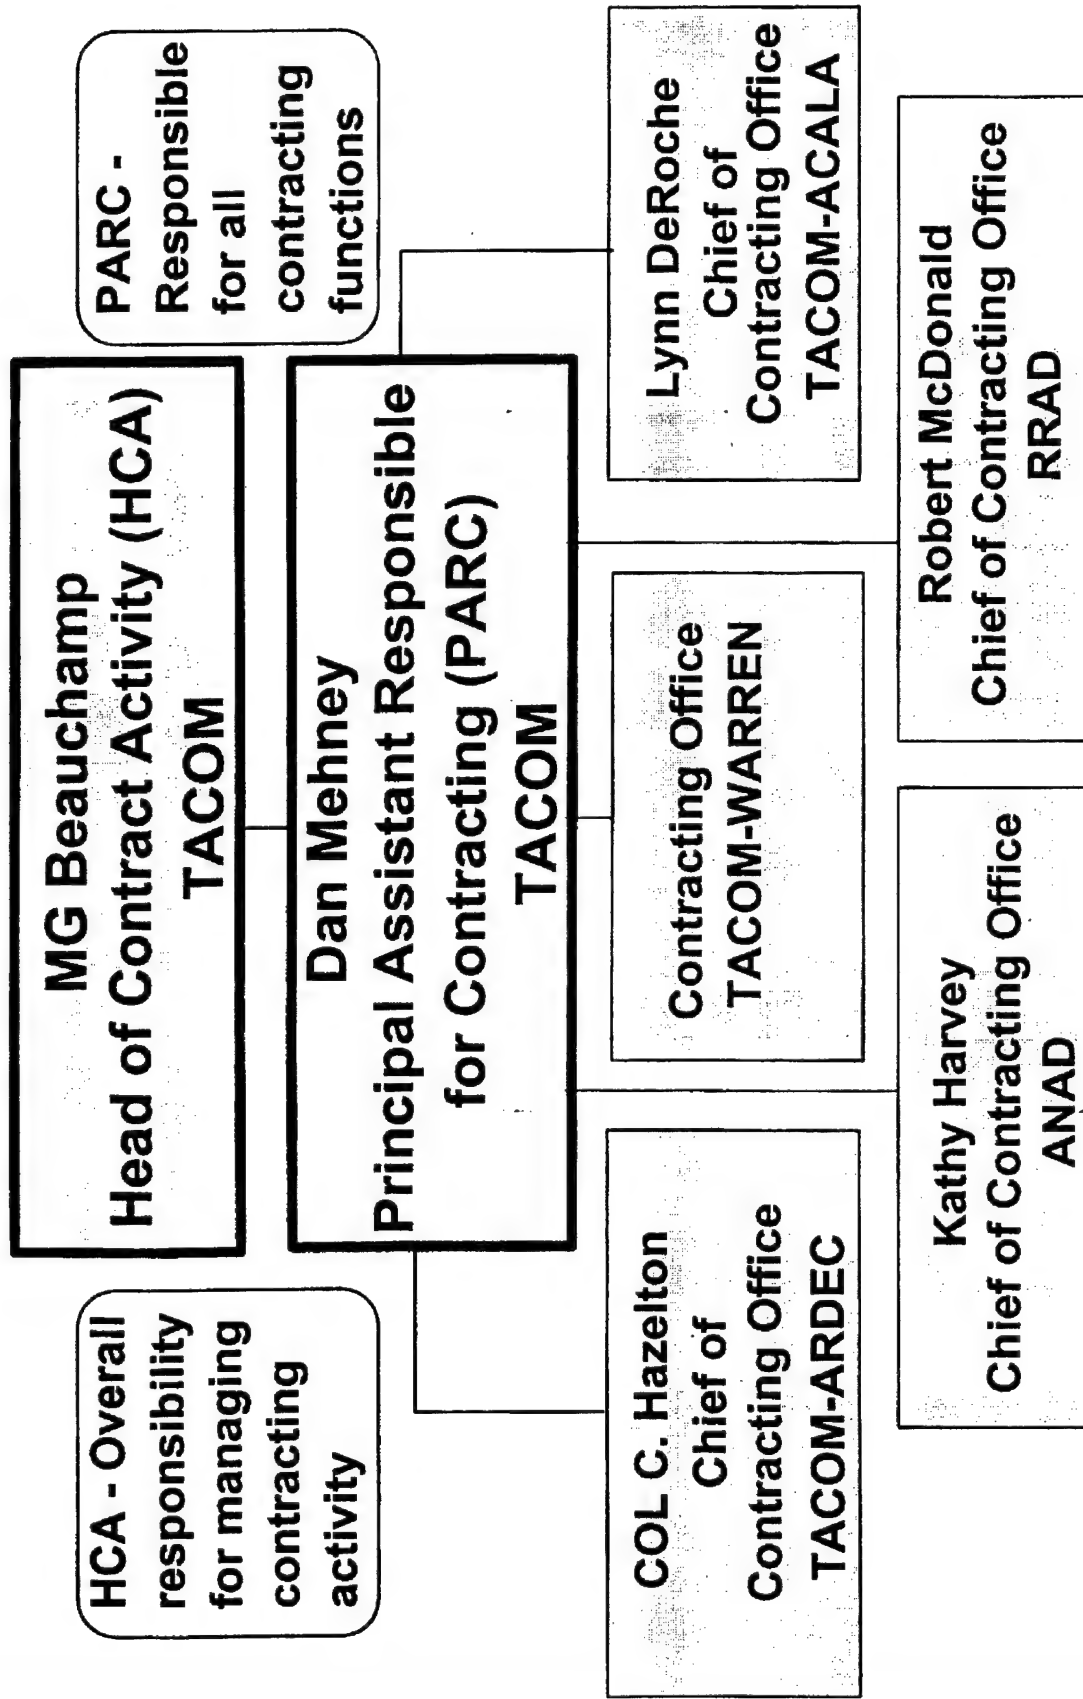 HCA - Overall
responsibility
for managing
contracting
activity
MG Beauchamp
Head of Contract Activity (HCA)
TACOM
PARC -
Responsible
for all
contracting
functions
Dan Mehney
Principal Assistant Responsible
for Contracting (PARC)
TACOM
COL C. Hazelton
Chief of
Contracting Office
TACOM-ARDEC
Contracting Office
TACOM-WARREN
Lynn DeRoche
Chief of
Contracting Office
TACOM-ACALA
Kathy Harvey
Chief of Contracting Office
ANAD
Robert McDonald
Chief of Contracting Office
RRAD